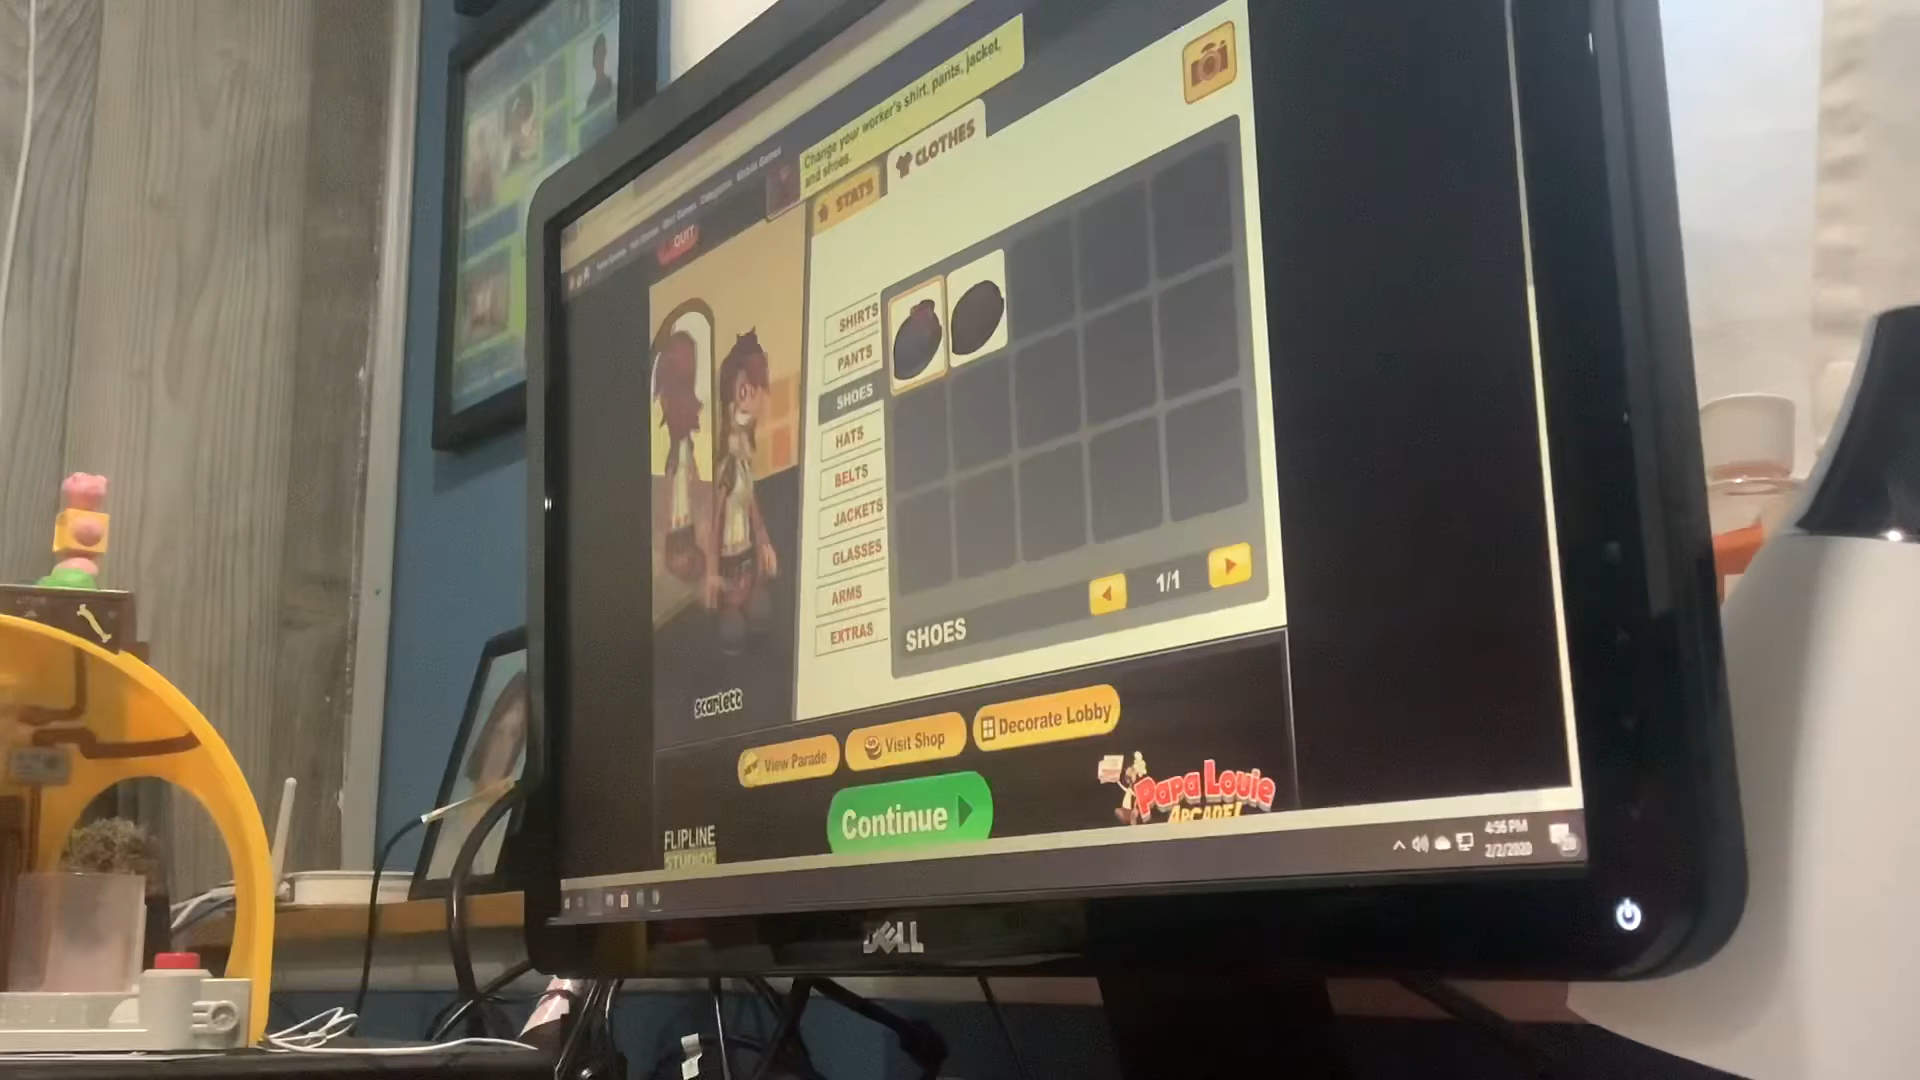 Change your worker's shirt, pants, jacket,
and shoes.
Mobile Games
QUIT
STATS
CLOTHES
SHIRTS
PANTS
SHOES
HATS
BELTS
JACKETS
GLASSES
ARMS
EXTRAS
SHOES
1/1
Scarlett
View Parade
Visit Shop
Decorate Lobby
Continue
PAPA LOUIE
ARCADE!
FLIPLINE
STUDIOS
4:56 PM
2/2/2020
DELL